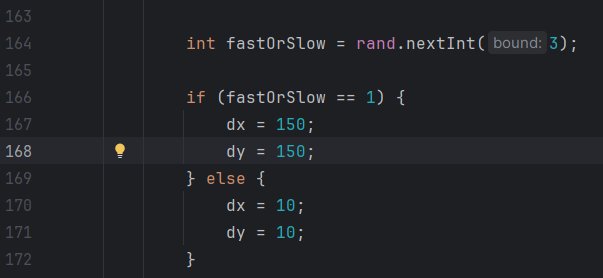 163
164 int fastOrSlow = rand.nextInt( bound: 3);
165
166 if (fastOrSlow == 1) {
167 dx = 150;
168 dy = 150;
169 } else {
170 dx = 10;
171 dy = 10;
172 }